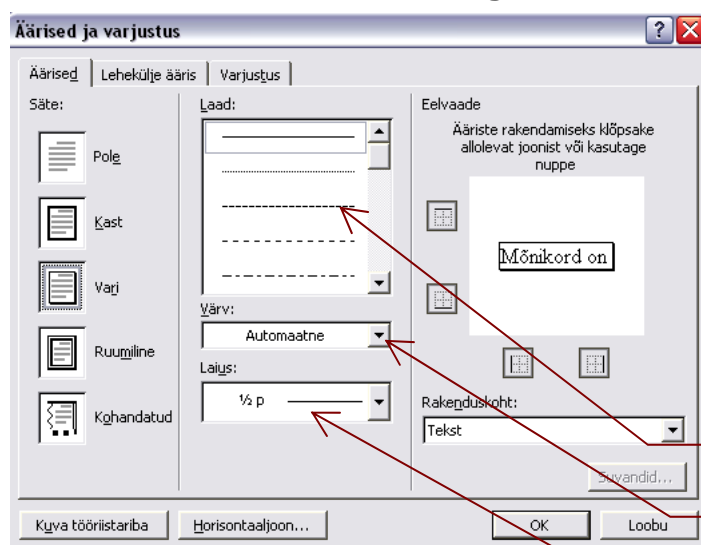 Äärised ja varjustus
Äärised
Lehekülje ääris
Varjustus
Säte:
Pole
Kast
Vari
Ruumiline
Kohandatud
Laad:
Värv:
Automaatne
Laius:
½ p
Eelvaade
Ääriste rakendamiseks klõpsake
allolevat joonist või kasutage
nuppe
Mõnikord on
Rakenduskoht:
Tekst
Suvandid...
Kuva tööriistariba
Horisontaaljoon...
OK
Loobu